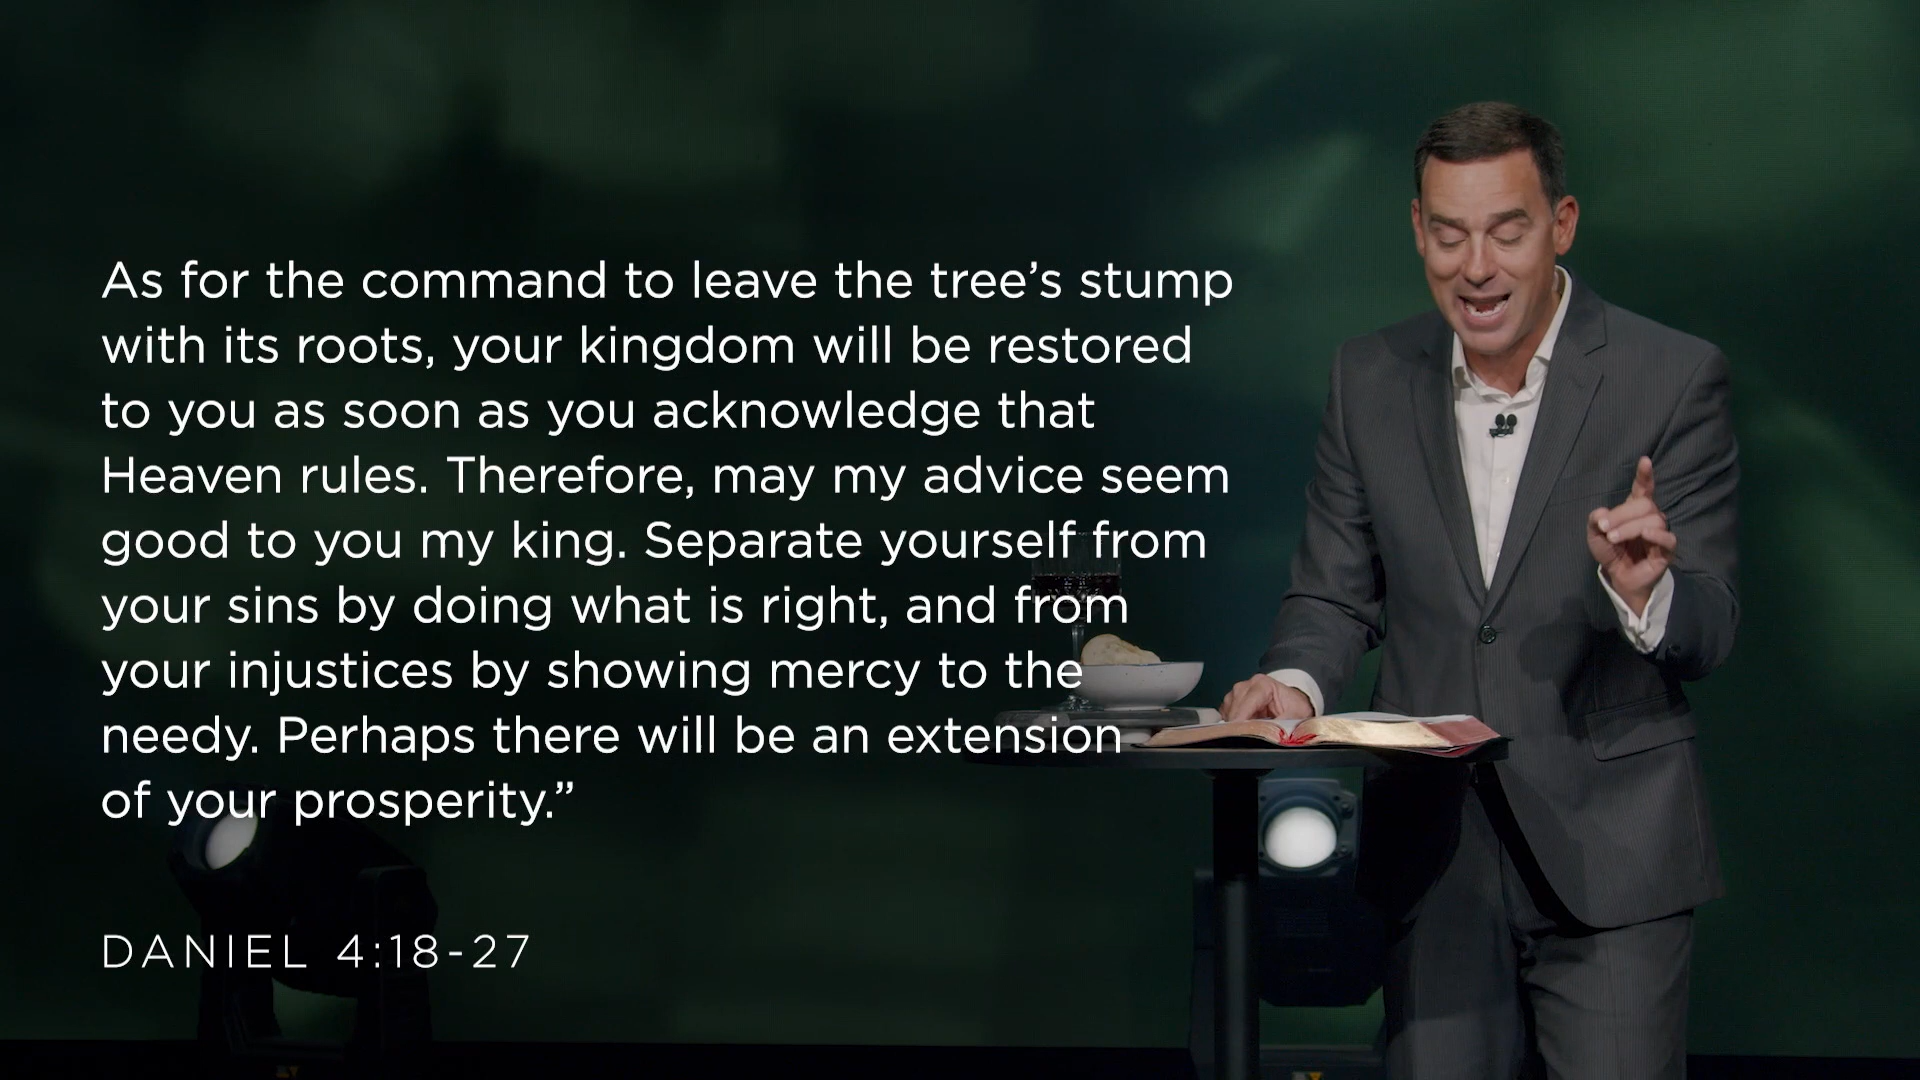 As for the command to leave the tree’s stump
with its roots, your kingdom will be restored
to you as soon as you acknowledge that
Heaven rules. Therefore, may my advice seem
good to you my king. Separate yourself from
your sins by doing what is right, and from
your injustices by showing mercy to the
needy. Perhaps there will be an extension
of your prosperity.”
DANIEL 4:18-27